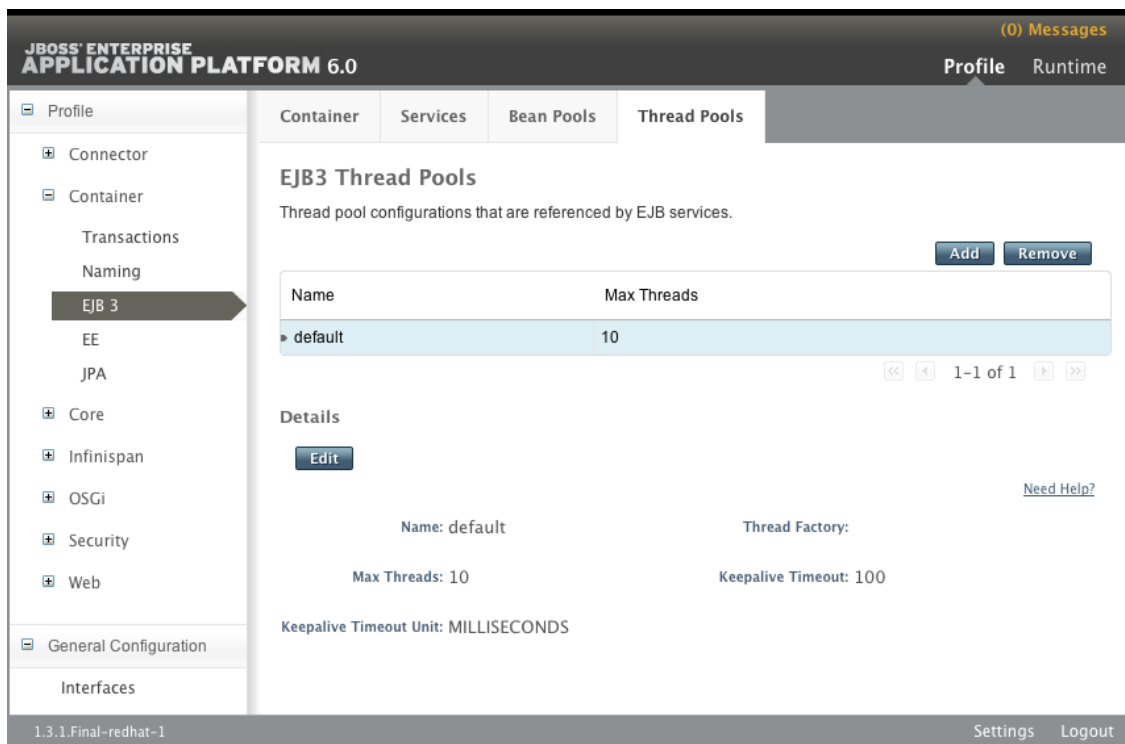 (0) Messages
JBOSS' ENTERPRISE
APPLICATION PLATFORM 6.0
Profile Runtime
Profile
Connector
Container
Transactions
Naming
EJB 3
EE
JPA
Core
Infinispan
OSGi
Security
Web
General Configuration
Interfaces
Container Services Bean Pools Thread Pools
EJB3 Thread Pools
Thread pool configurations that are referenced by EJB services.
Add Remove
Name Max Threads
default 10
1-1 of 1
Details
Edit
Need Help?
Name: default Thread Factory:
Max Threads: 10 Keepalive Timeout: 100
Keepalive Timeout Unit: MILLISECONDS
1.3.1.Final-redhat-1 Settings Logout